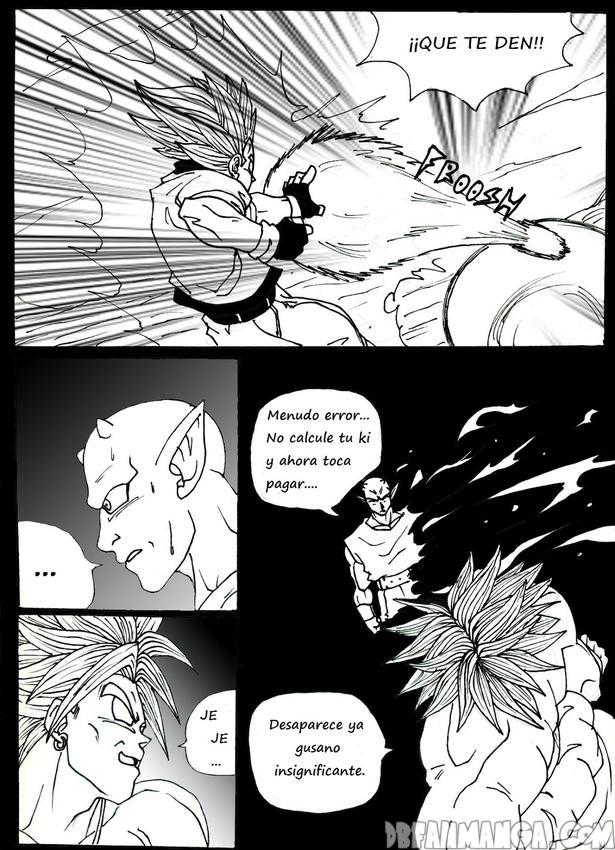 ¡¡QUE TE DEN!!
FROOSH
Menudo error...
No calcule tu ki
y ahora toca
pagar....
...
JE
JE
...
Desaparece ya
gusano
insignificante.
DBFANMANGA.COM